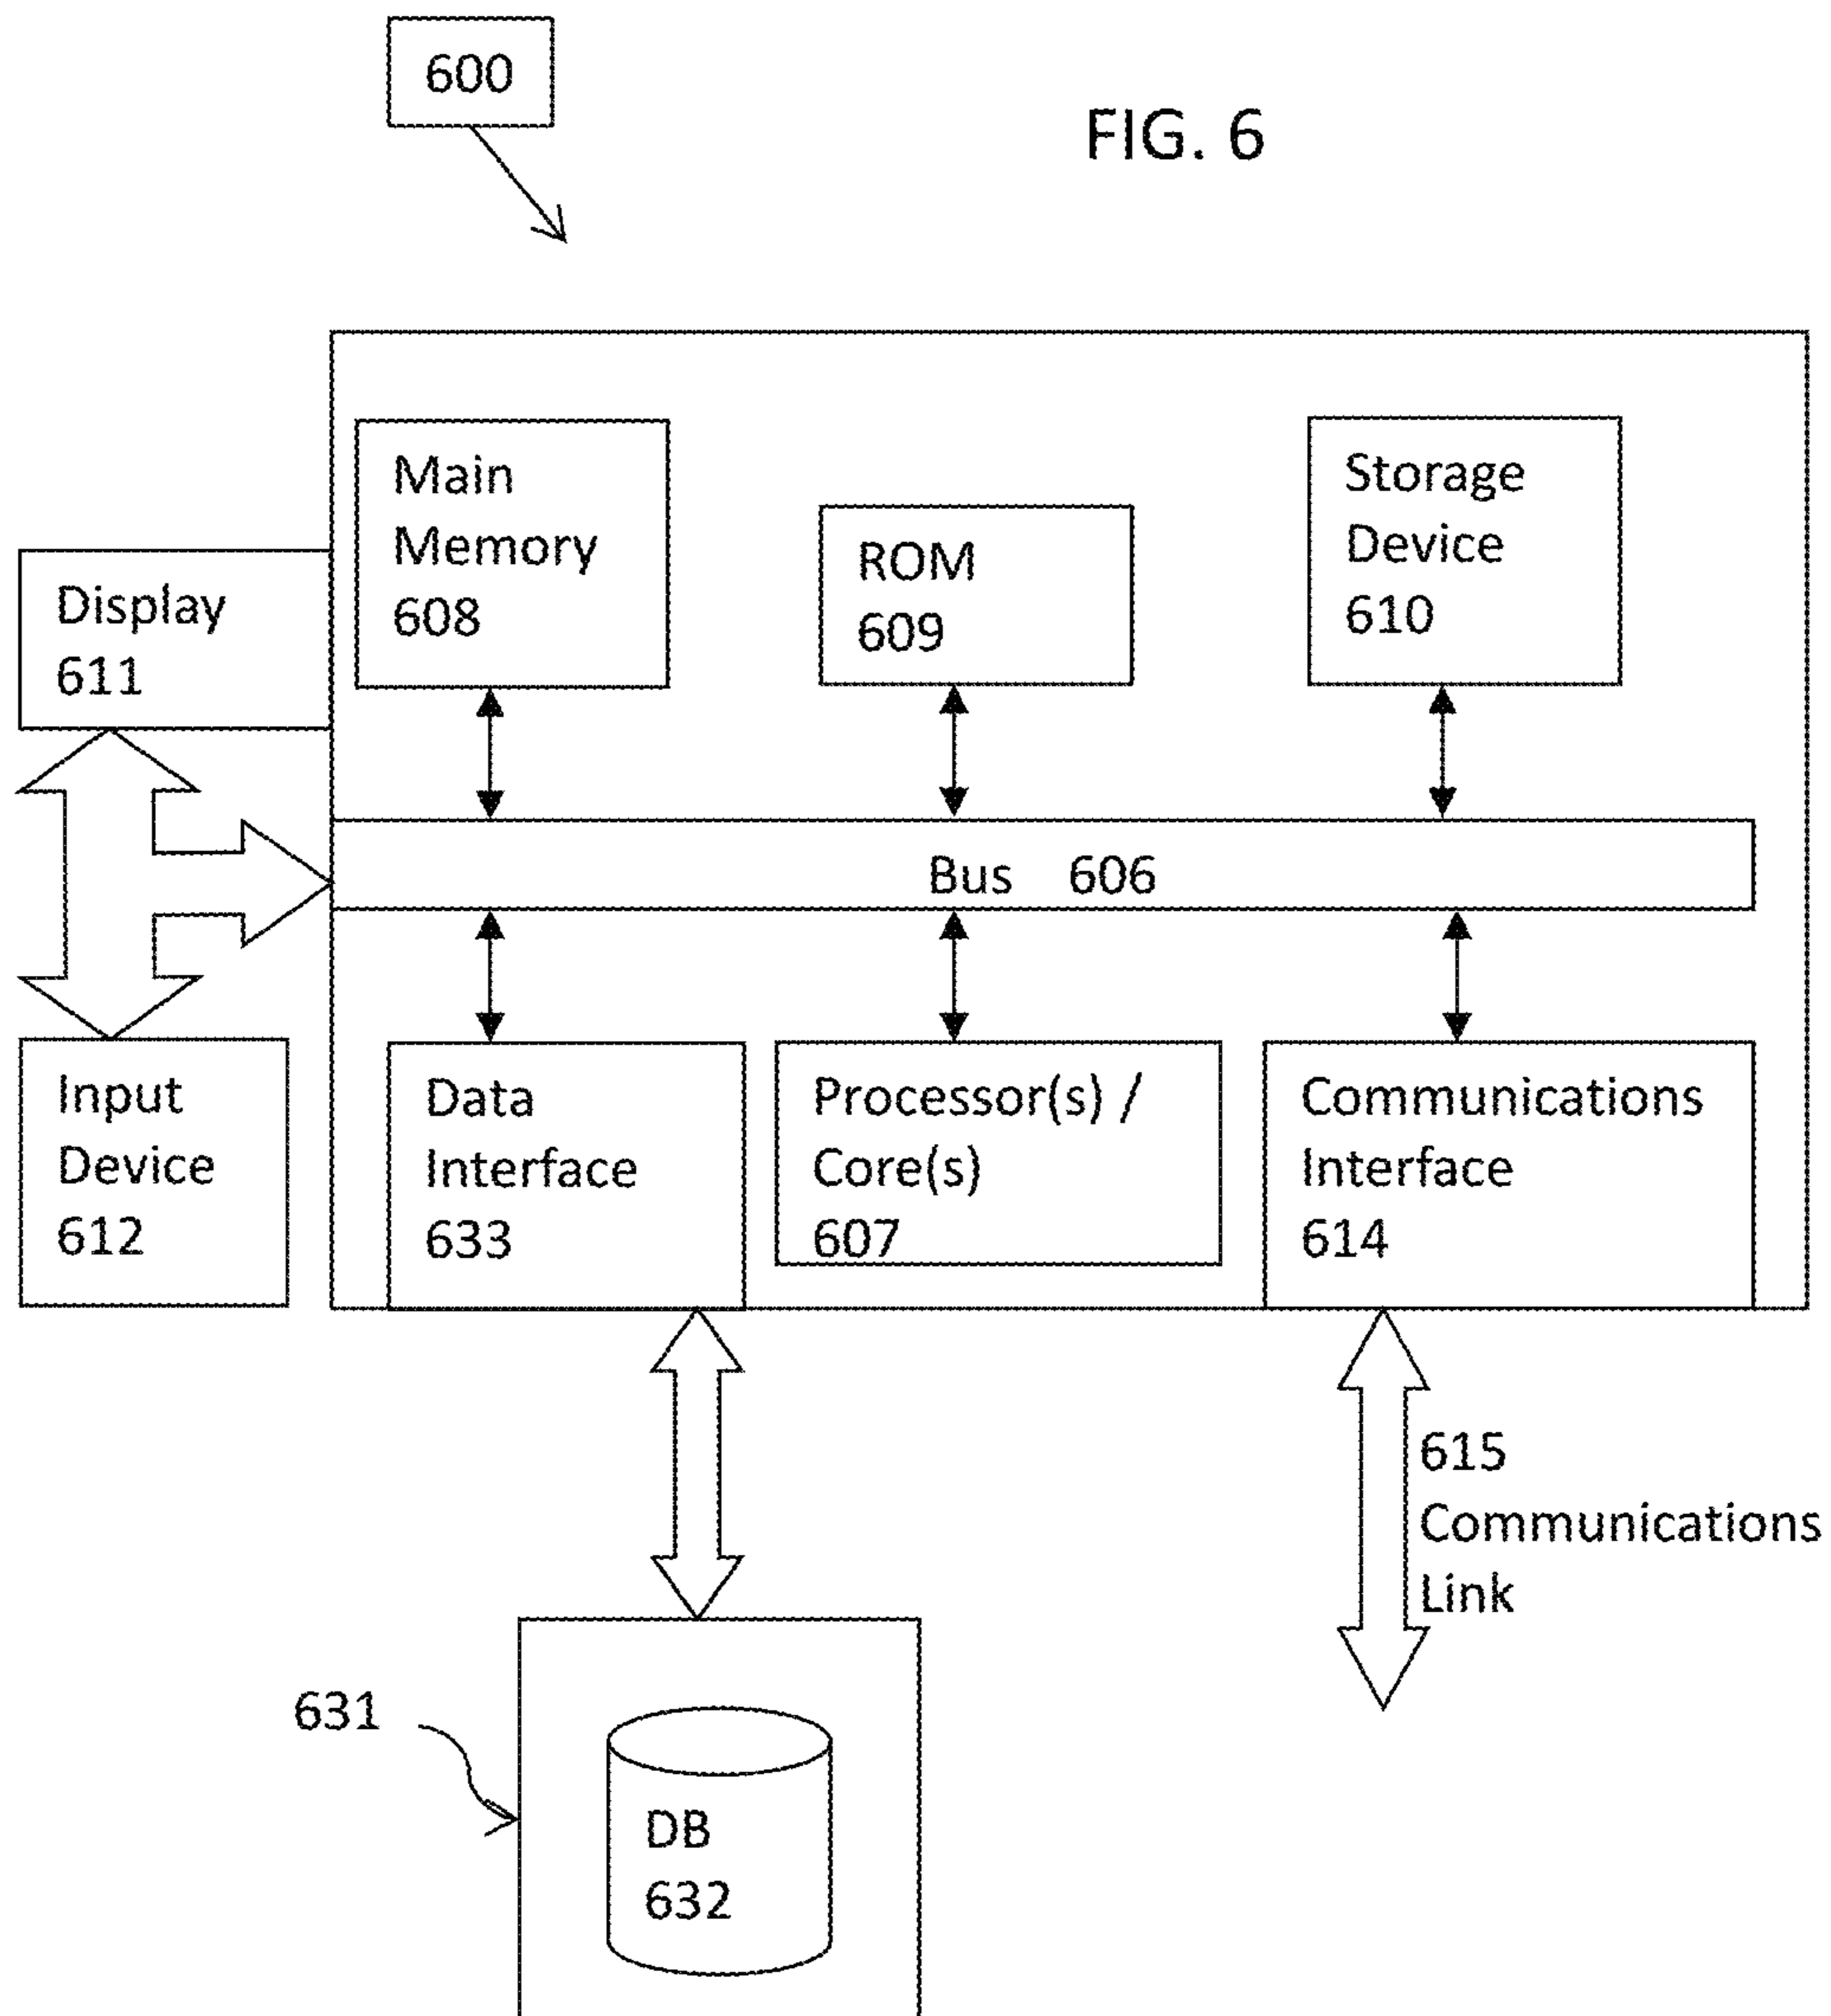 600
FIG. 6
Main
Memory
608
ROM
609
Storage
Device
610
Display
611
Bus 606
Input
Device
612
Data
Interface
633
Processor(s) /
Core(s)
607
Communications
Interface
614
615
Communications
Link
631
DB
632